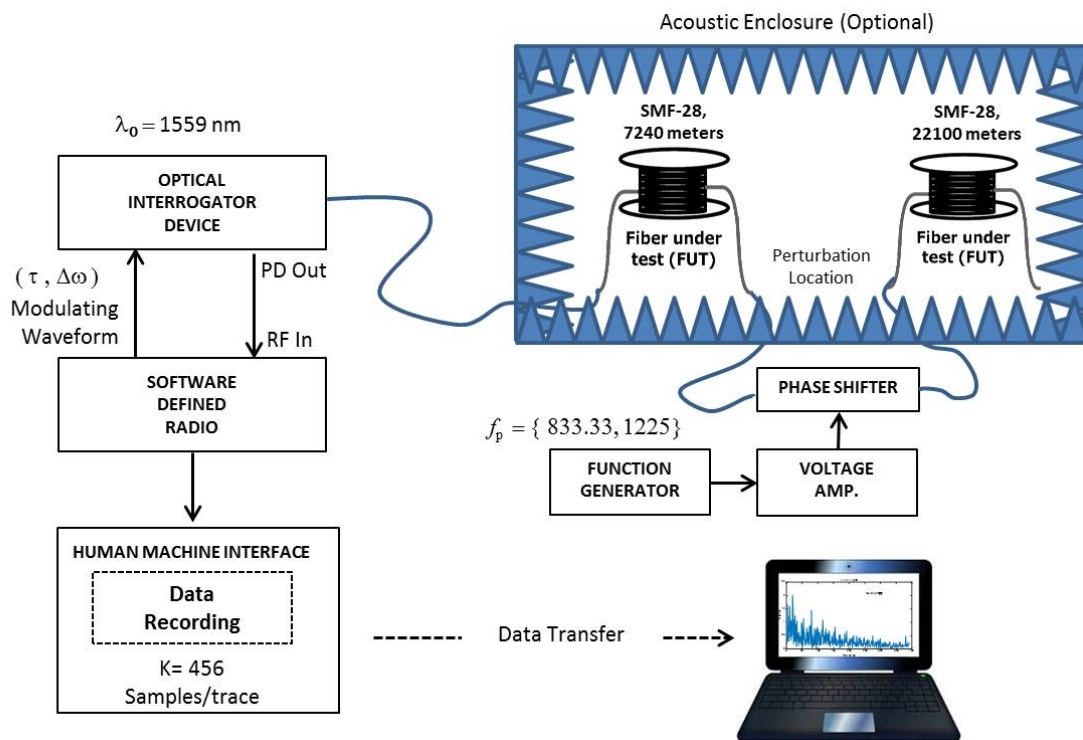 Acoustic Enclosure (Optional)
λ₀ = 1559 nm
OPTICAL
INTERROGATOR
DEVICE
SMF-28,
7240 meters
Fiber under
test (FUT)
SMF-28,
22100 meters
Fiber under
test (FUT)
Perturbation
Location
(τ , Δω)
Modulating
Waveform
PD Out
RF In
SOFTWARE
DEFINED
RADIO
PHASE SHIFTER
fₚ = { 833.33, 1225}
FUNCTION
GENERATOR
VOLTAGE
AMP.
HUMAN MACHINE INTERFACE
Data
Recording
K= 456
Samples/trace
Data Transfer